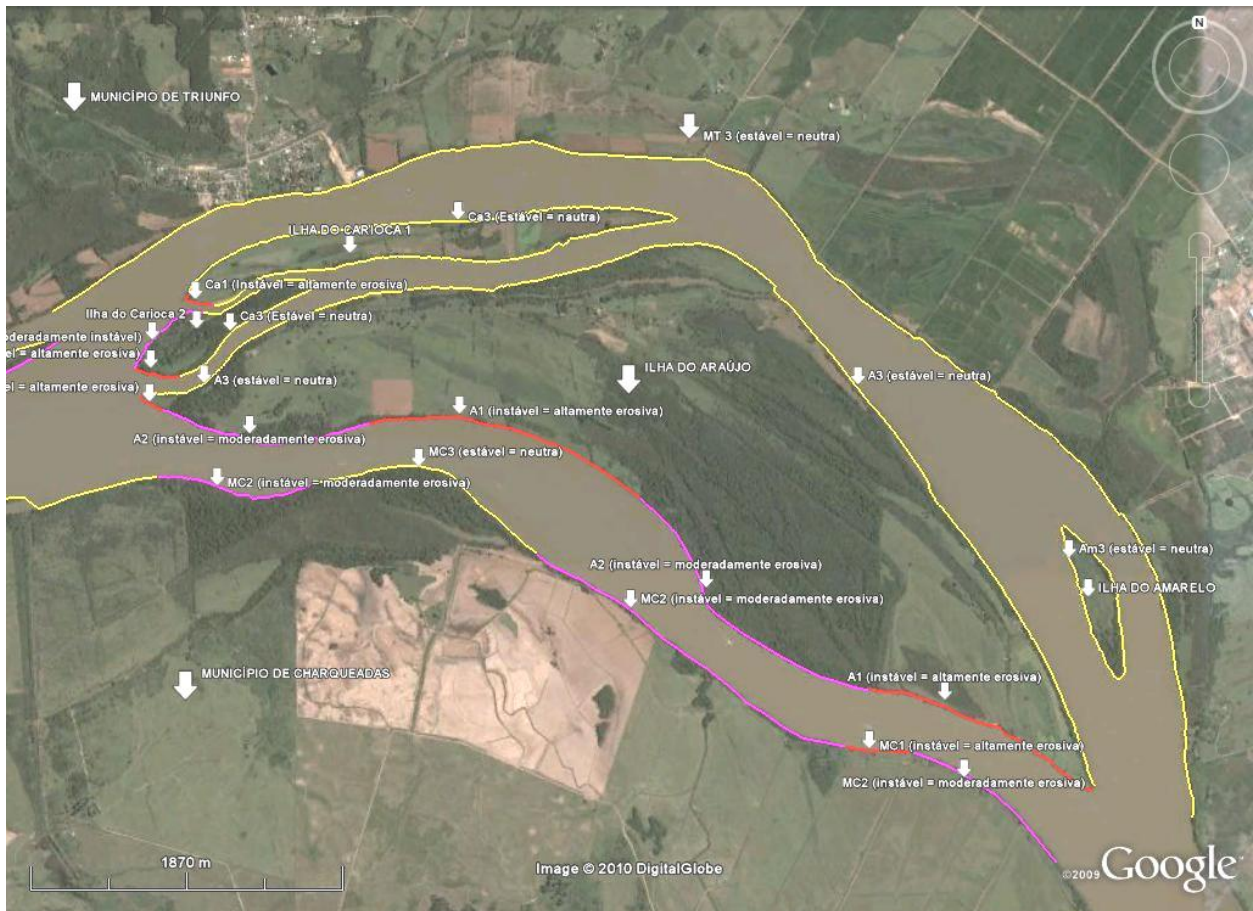 N
MUNICÍPIO DE TRIUNFO
MT 3 (estável = neutra)
Ca3 (Estável = nautra)
ILHA DO CARIOCA 1
Ca1 (Instável = altamente erosiva)
Ilha do Carioca 2
Ca3 (Estável = neutra)
moderadamente instável)
vel = altamente erosiva)
ILHA DO ARAÚJO
A3 (estável = neutra)
A3 (estável = neutra)
vel = altamente erosiva)
A1 (instável = altamente erosiva)
A2 (instável = moderadamente erosiva)
MC3 (estável = neutra)
MC2 (instável = moderadamente erosiva)
Am3 (estável = neutra)
A2 (instável = moderadamente erosiva)
ILHA DO AMARELO
MC2 (instável = moderadamente erosiva)
MUNICÍPIO DE CHARQUEADAS
A1 (instável = altamente erosiva)
MC1 (instável = altamente erosiva)
MC2 (instável = moderadamente erosiva)
1870 m
Image © 2010 DigitalGlobe
©2009 Google